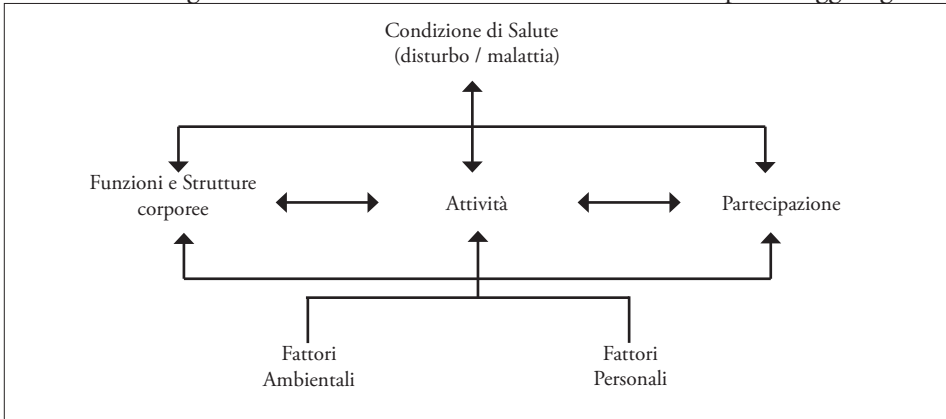 Condizione di Salute
(disturbo / malattia)
Funzioni e Strutture
corporee
Attività
Partecipazione
Fattori
Ambientali
Fattori
Personali